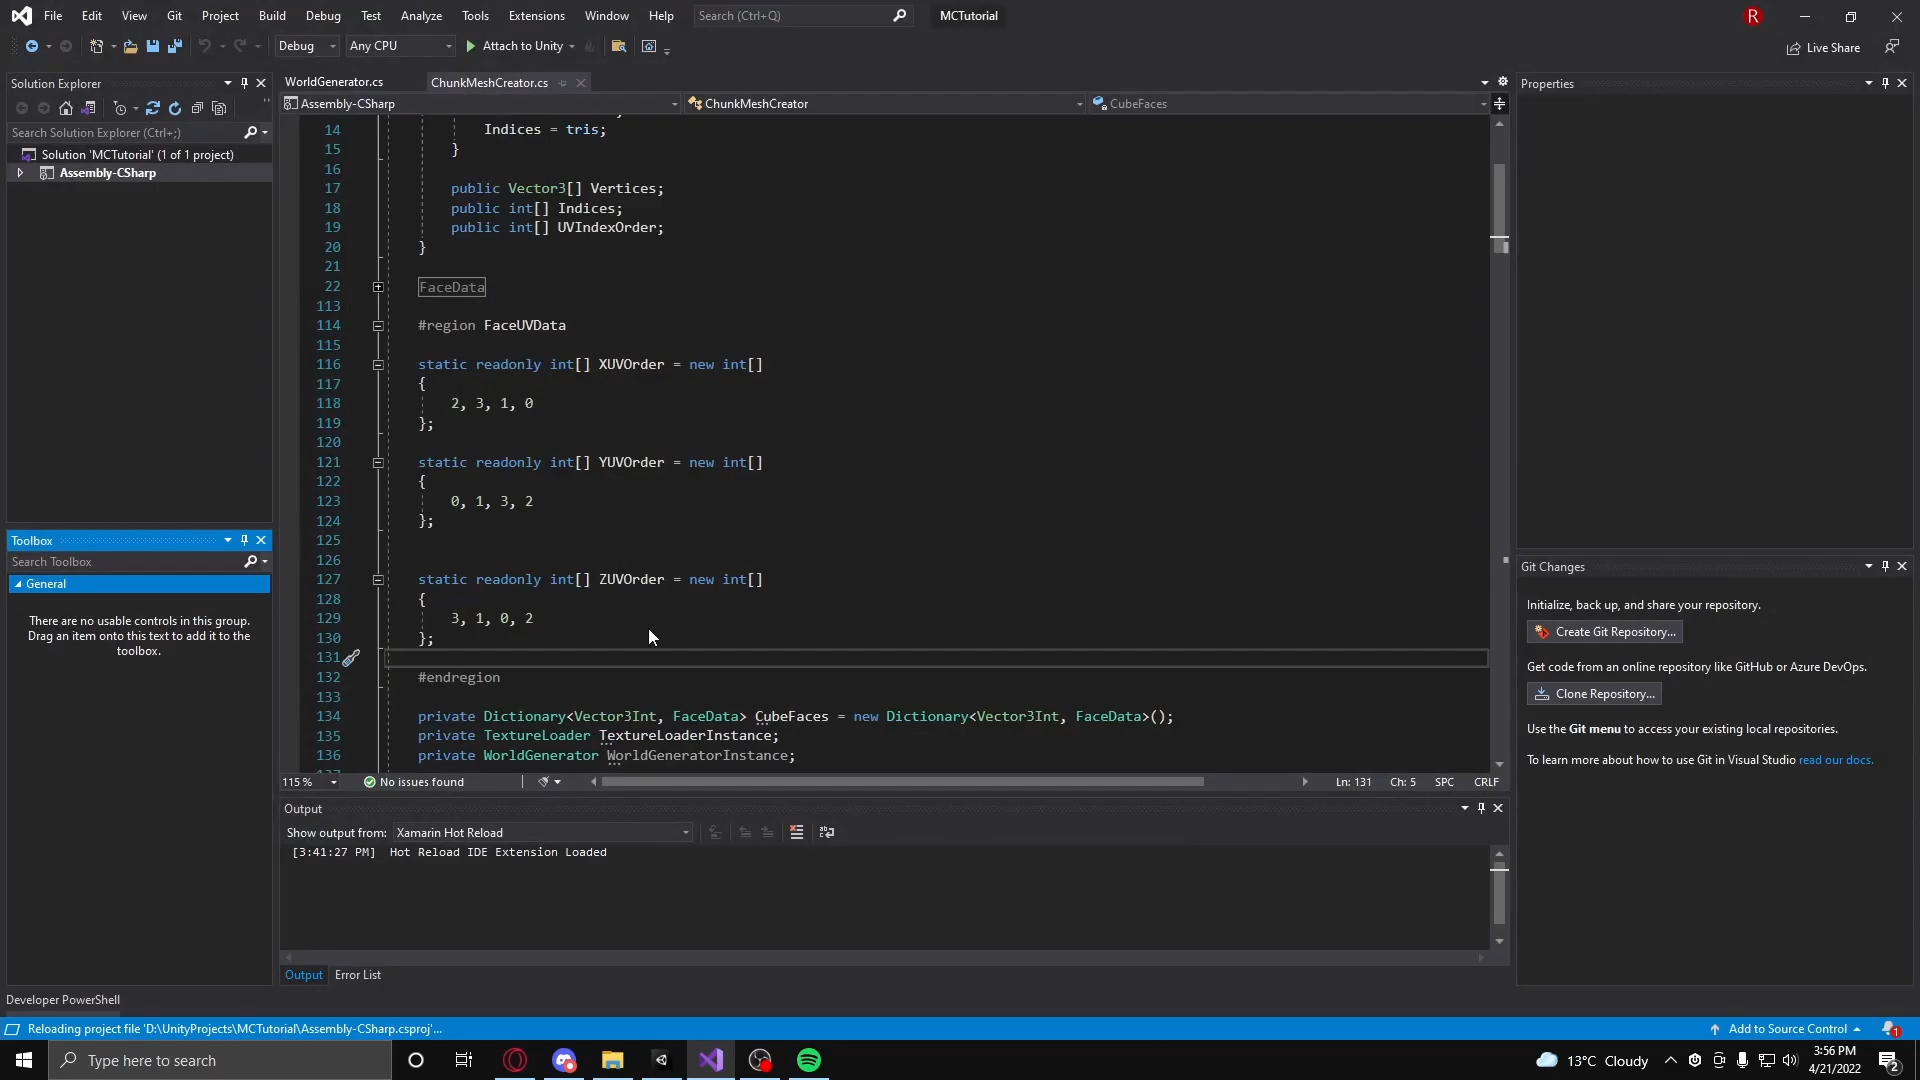 File Edit View Git Project Build Debug Test Analyze Tools Extensions Window Help Search (Ctrl+Q) MCTutorial R
Debug Any CPU Attach to Unity Live Share
Solution Explorer
Search Solution Explorer (Ctrl+;)
Solution 'MCTutorial' (1 of 1 project)
Assembly-CSharp
Toolbox
Search Toolbox
General
There are no usable controls in this group.
Drag an item onto this text to add it to the
toolbox.
WorldGenerator.cs ChunkMeshCreator.cs
Assembly-CSharp ChunkMeshCreator CubeFaces
14 Indices = tris;
15 }
16
17 public Vector3[] Vertices;
18 public int[] Indices;
19 public int[] UVIndexOrder;
20 }
21
22 FaceData
113
114 #region FaceUVData
115
116 static readonly int[] XUVOrder = new int[]
117 {
118 2, 3, 1, 0
119 };
120
121 static readonly int[] YUVOrder = new int[]
122 {
123 0, 1, 3, 2
124 };
125
126
127 static readonly int[] ZUVOrder = new int[]
128 {
129 3, 1, 0, 2
130 };
131
132 #endregion
133
134 private Dictionary<Vector3Int, FaceData> CubeFaces = new Dictionary<Vector3Int, FaceData>();
135 private TextureLoader TextureLoaderInstance;
136 private WorldGenerator WorldGeneratorInstance;
115 % No issues found Ln: 131 Ch: 5 SPC CRLF
Output
Show output from: Xamarin Hot Reload
[3:41:27 PM] Hot Reload IDE Extension Loaded
Output Error List
Properties
Git Changes
Initialize, back up, and share your repository.
Create Git Repository...
Get code from an online repository like GitHub or Azure DevOps.
Clone Repository...
Use the Git menu to access your existing local repositories.
To learn more about how to use Git in Visual Studio read our docs.
Developer PowerShell
Reloading project file 'D:\UnityProjects\MCTutorial\Assembly-CSharp.csproj'... Add to Source Control 1
Type here to search 13°C Cloudy 3:56 PM
4/21/2022 2